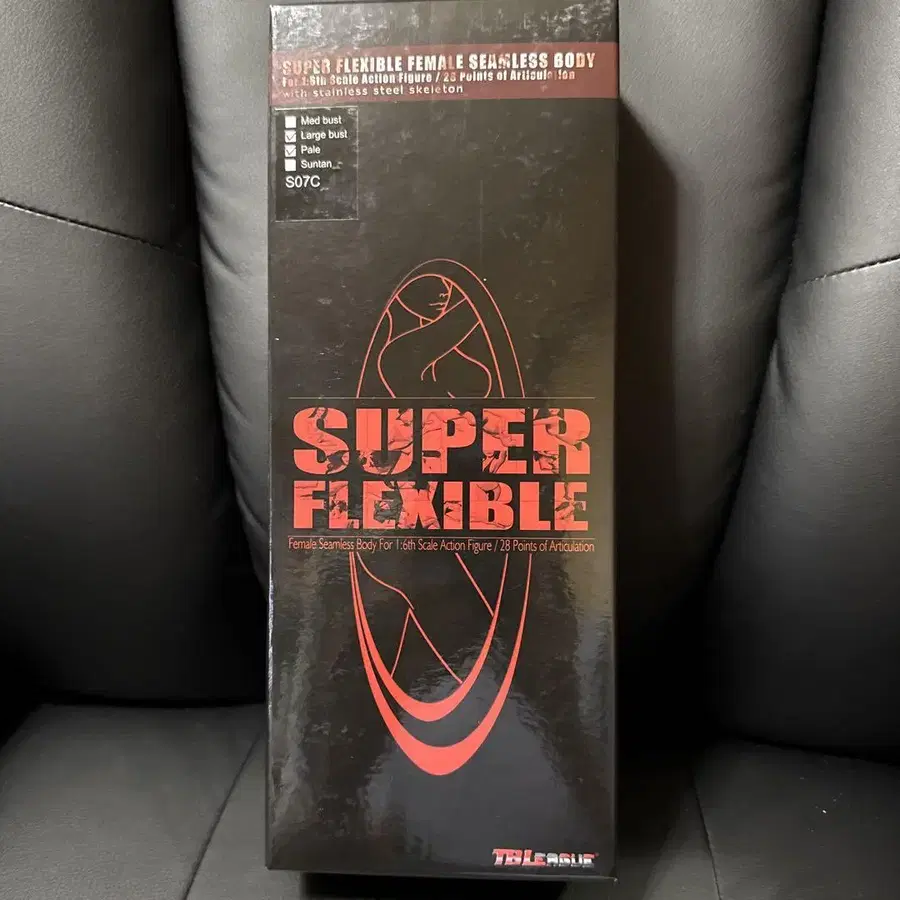 SUPER FLEXIBLE FEMALE SEAMLESS BODY
For 1:6th Scale Action Figure / 28 Points of Articulation
with stainless steel skeleton
Med bust
Large bust
Pale
Suntan
S07C
SUPER
FLEXIBLE
Female Seamless Body For 1:6th Scale Action Figure / 28 Points of Articulation
TBLEAGUE